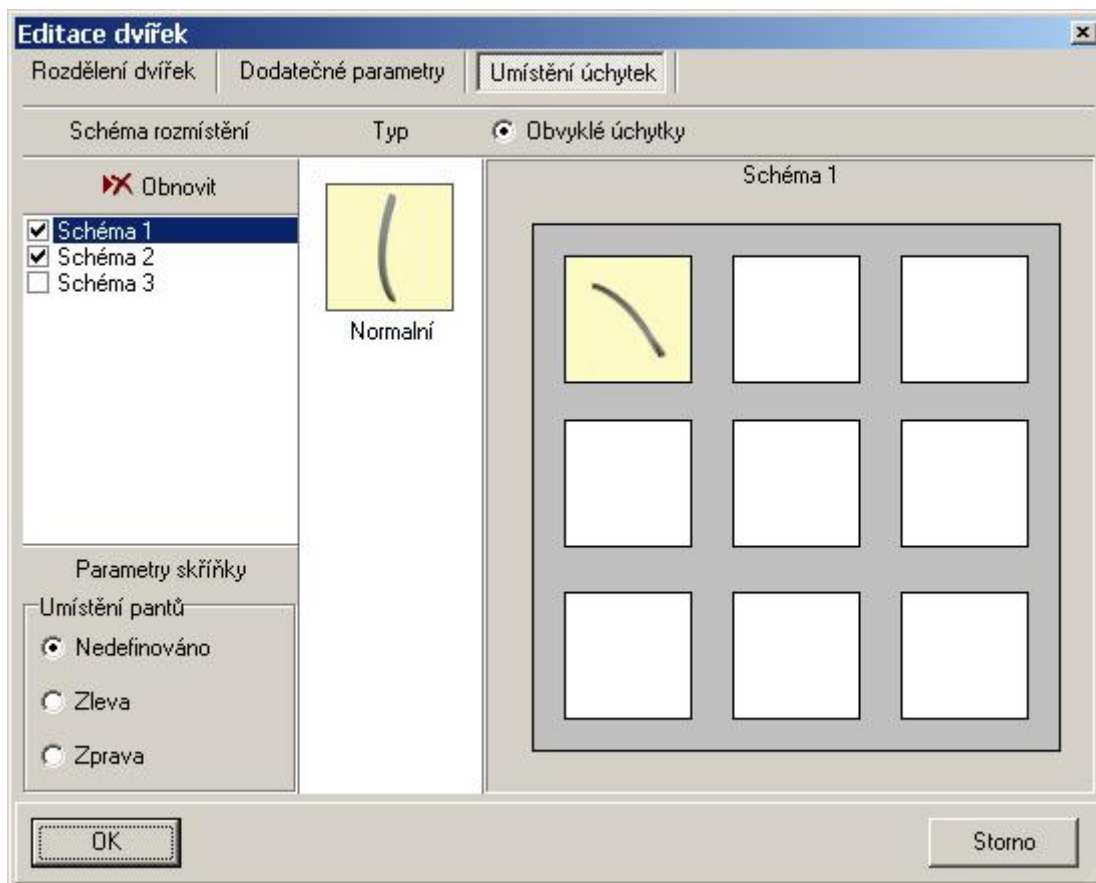 Editace dvířek
Rozdělení dvířek Dodatečné parametry Umístění úchytek
Schéma rozmístění Typ Obvyklé úchytky
Obnovit
Schéma 1
Schéma 1
Schéma 2
Schéma 3
Normalní
Parametry skříňky
Umístění pantů
Nedefinováno
Zleva
Zprava
OK Storno